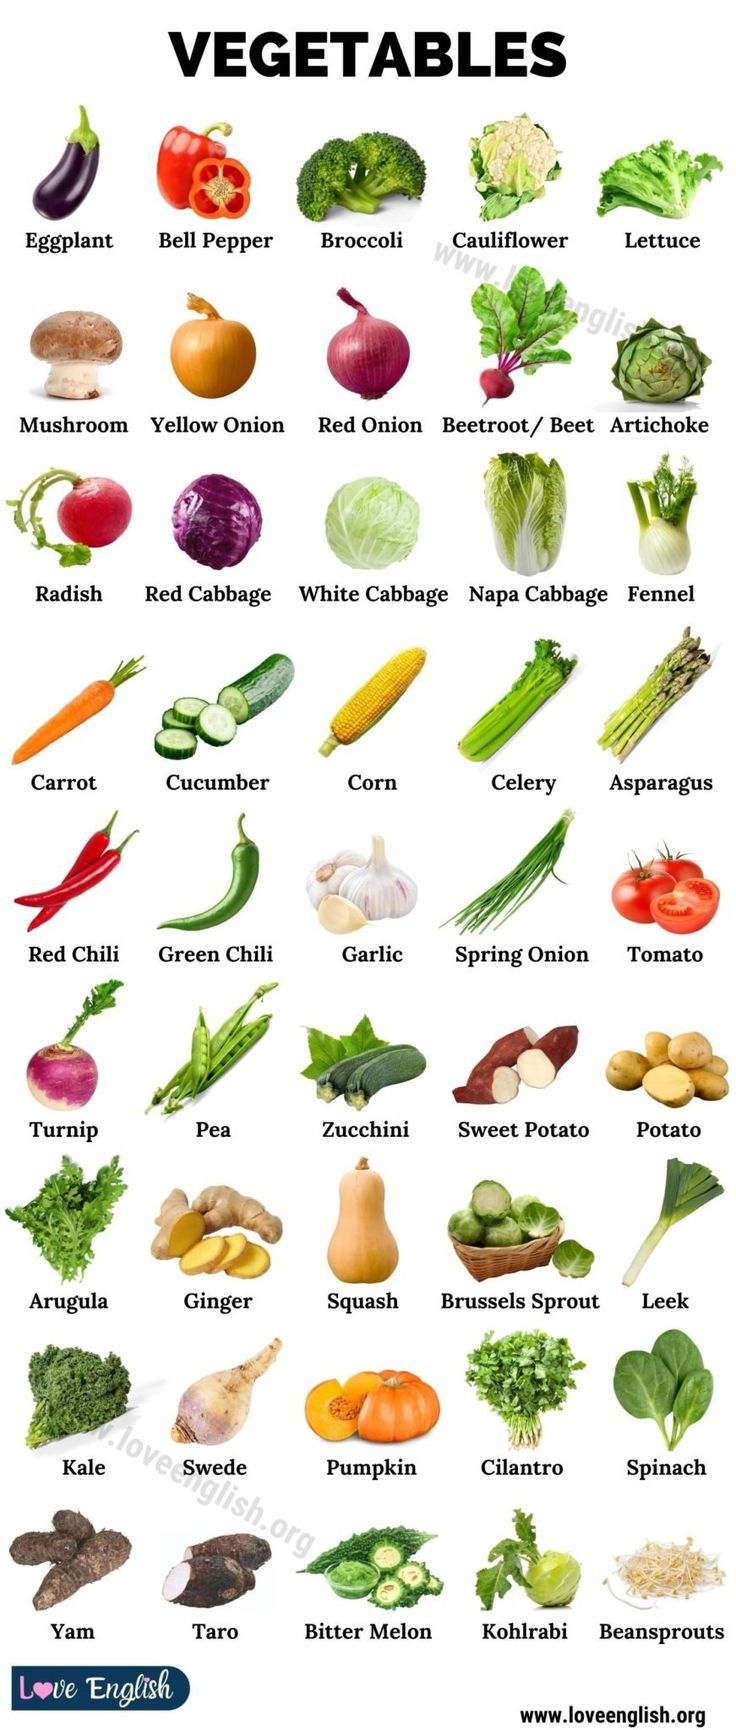 VEGETABLES
Eggplant Bell Pepper Broccoli Cauliflower Lettuce
www.loveenglish.org
Mushroom Yellow Onion Red Onion Beetroot/ Beet Artichoke
Radish Red Cabbage White Cabbage Napa Cabbage Fennel
Carrot Cucumber Corn Celery Asparagus
Red Chili Green Chili Garlic Spring Onion Tomato
Turnip Pea Zucchini Sweet Potato Potato
Arugula Ginger Squash Brussels Sprout Leek
Kale Swede Pumpkin Cilantro Spinach
www.loveenglish.org
Yam Taro Bitter Melon Kohlrabi Beansprouts
Love English
www.loveenglish.org